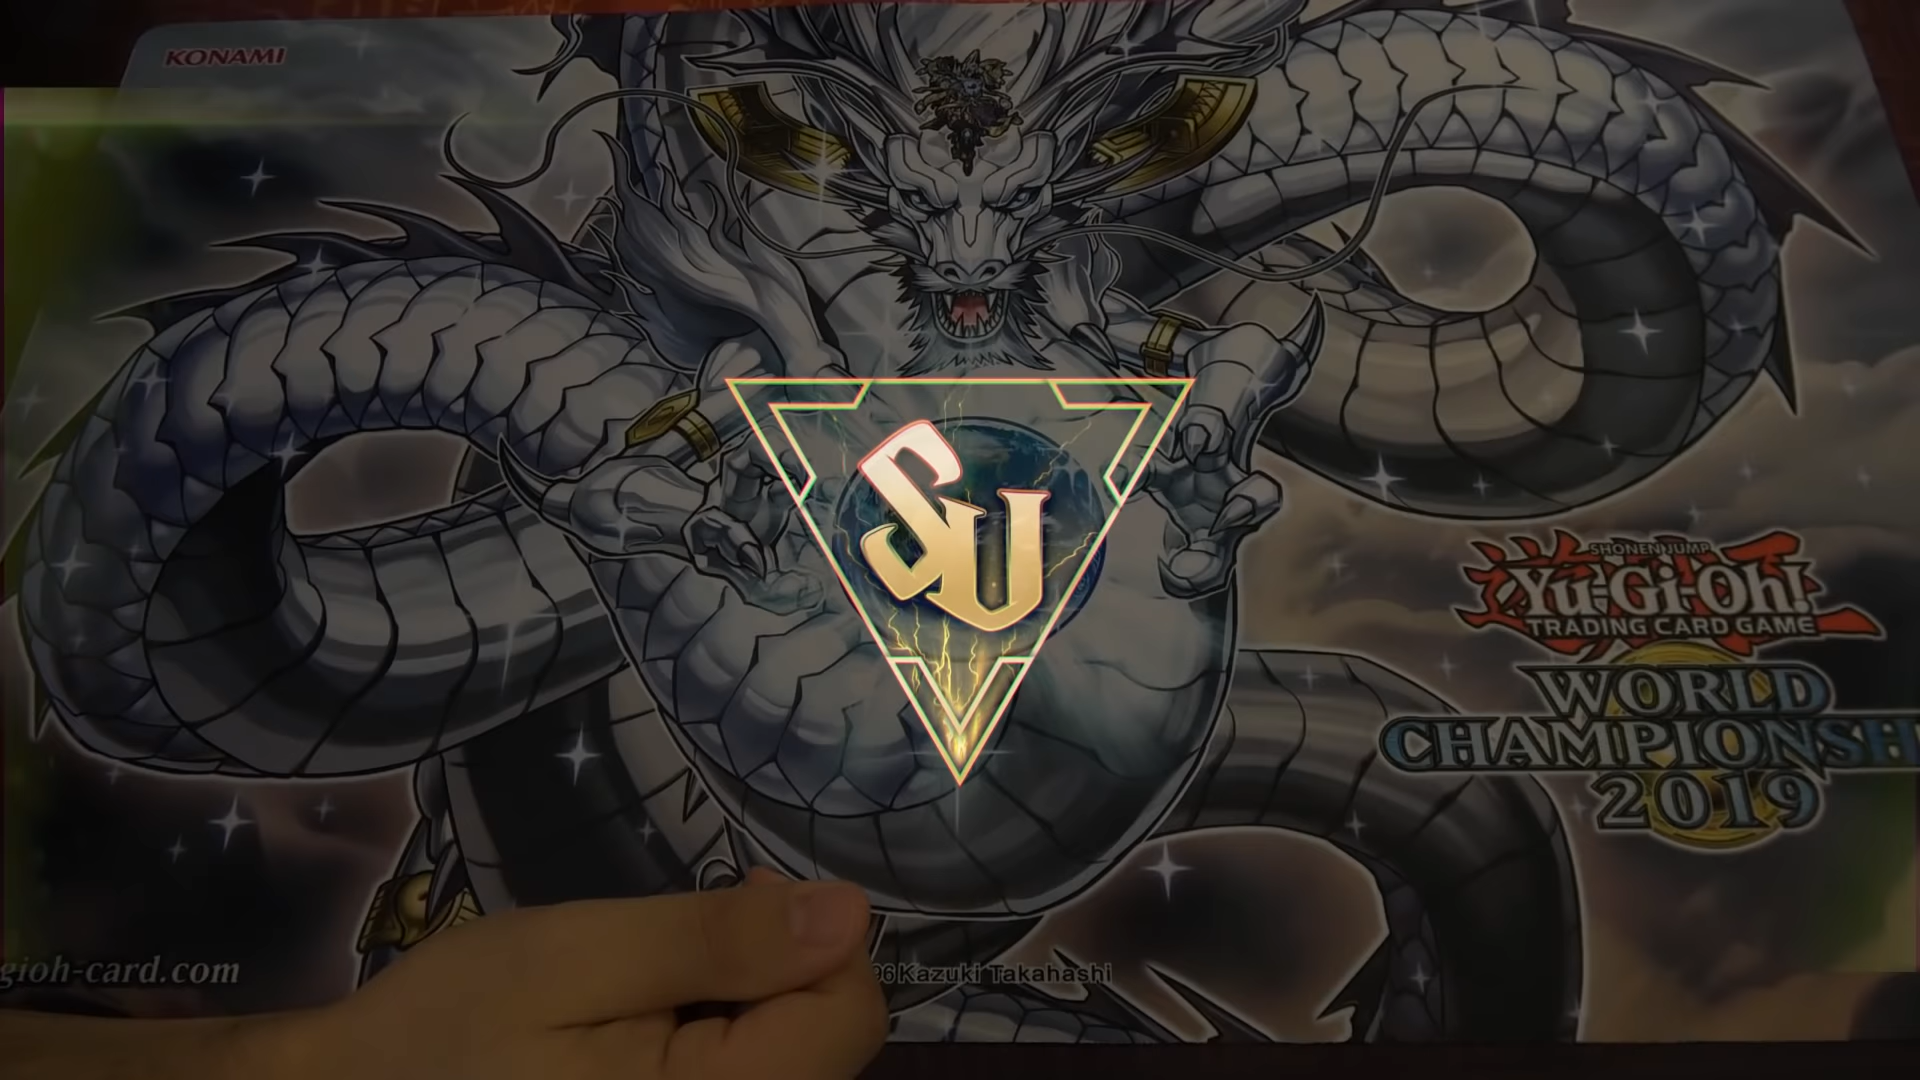 KONAMI
SU
SHONEN JUMP
Yu-Gi-Oh!
TRADING CARD GAME
WORLD
CHAMPIONSH
2019
gioh-card.com
96 Kazuki Takahashi